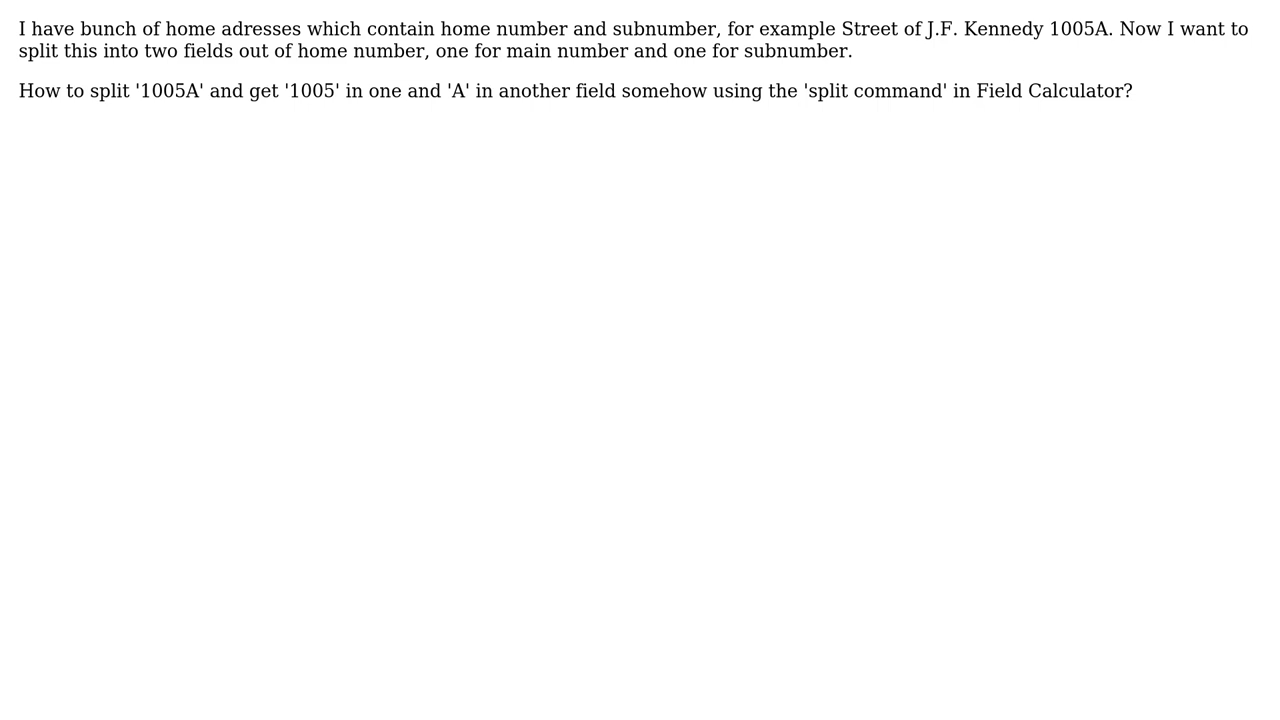 I have bunch of home adresses which contain home number and subnumber, for example Street of J.F. Kennedy 1005A. Now I want to
split this into two fields out of home number, one for main number and one for subnumber.
How to split '1005A' and get '1005' in one and 'A' in another field somehow using the 'split command' in Field Calculator?